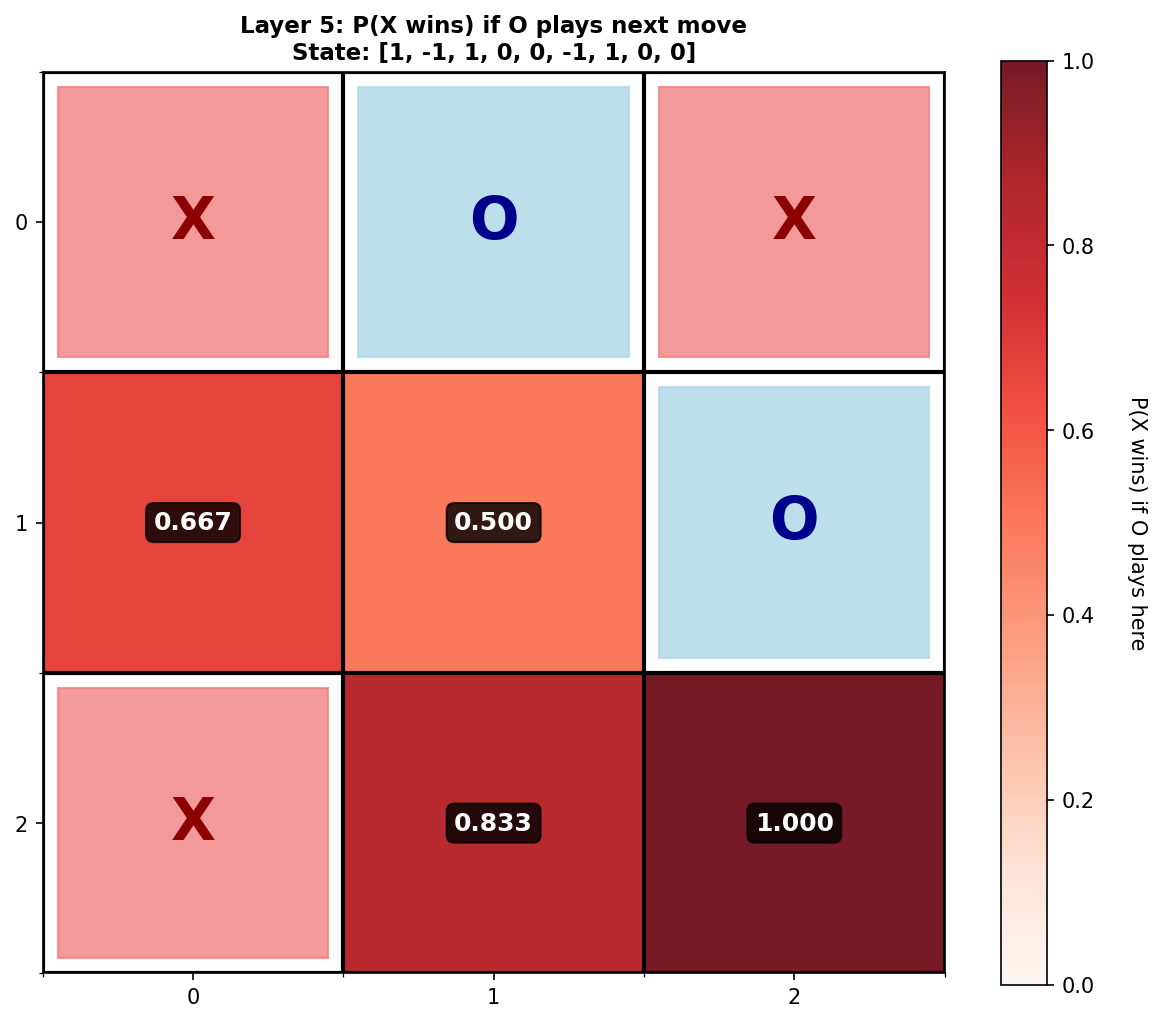 Layer 5: P(X wins) if O plays next move
State: [1, -1, 1, 0, 0, -1, 1, 0, 0]
X
O
X
0
0.667
0.500
O
1
X
0.833
1.000
2
0
1
2
1.0
0.8
0.6
0.4
0.2
0.0
P(X wins) if O plays here